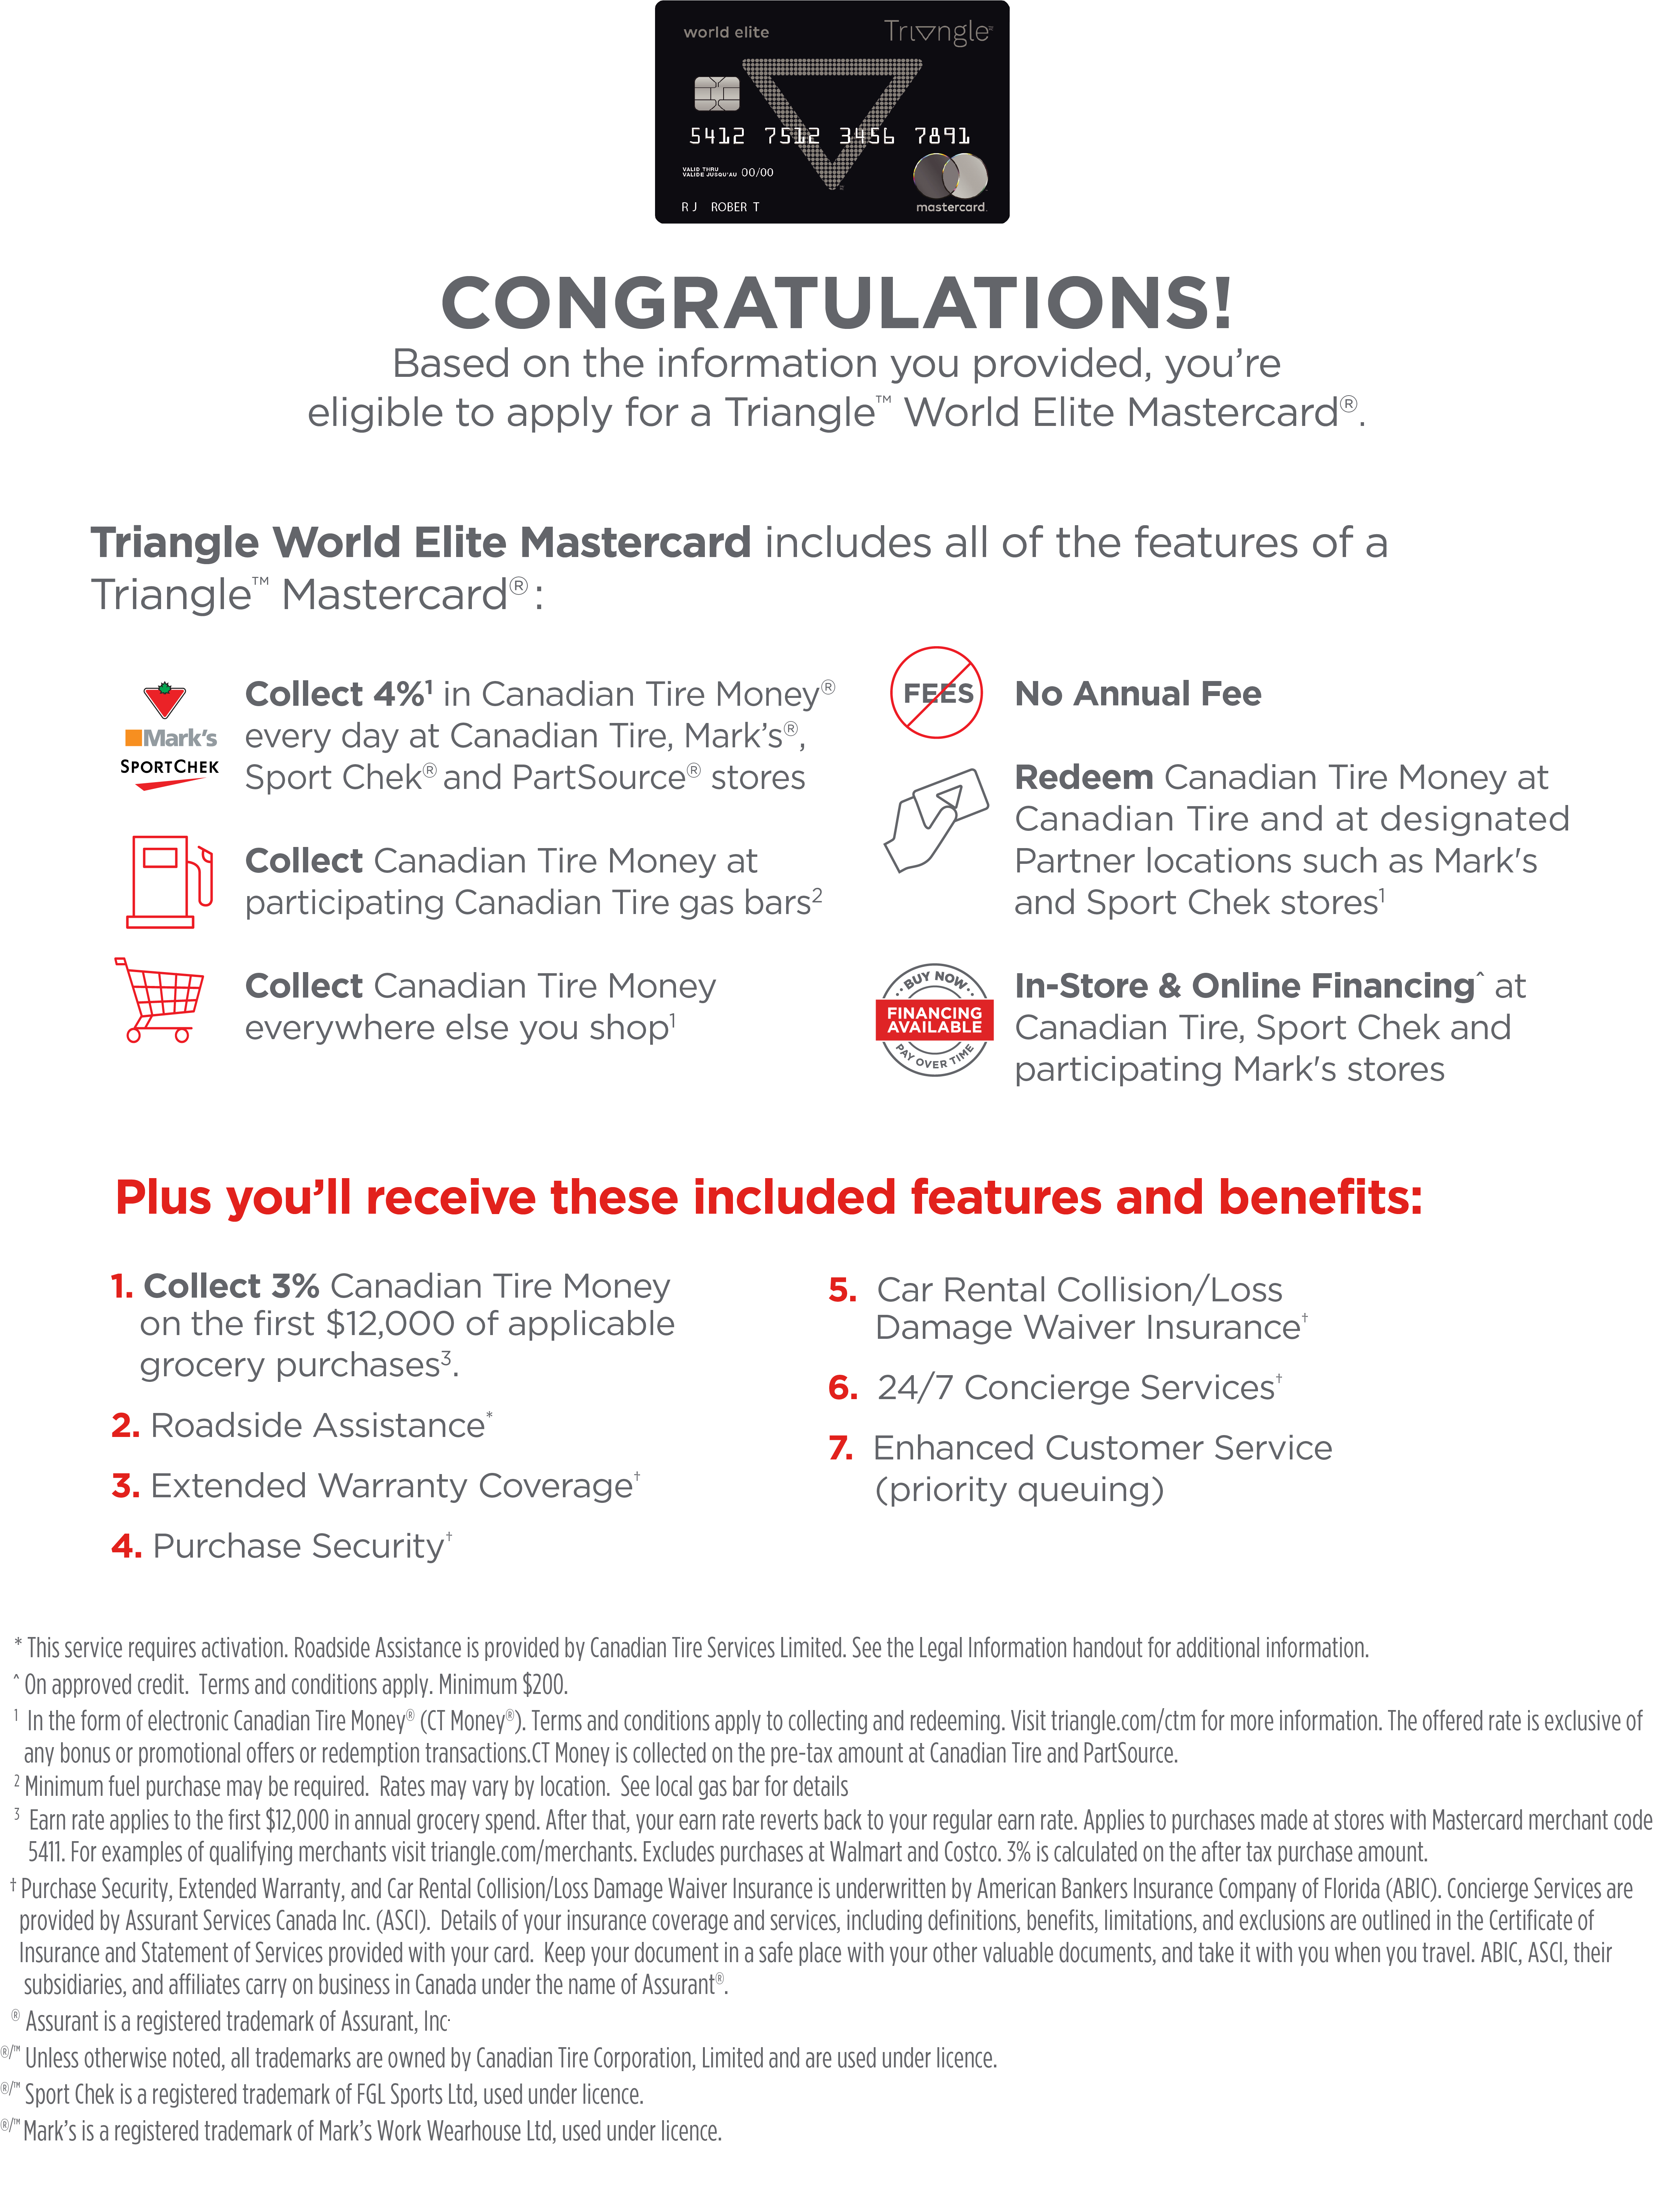 world elite
Triangle®
5412 7512 3456 7891
VALID THRU
VALIDE JUSQU'AU 00/00
R J ROBER T
mastercard.
CONGRATULATIONS!
Based on the information you provided, you’re
eligible to apply for a Triangle™ World Elite Mastercard®.
Triangle World Elite Mastercard includes all of the features of a
Triangle™ Mastercard® :
Mark’s
SPORTCHEK
Collect 4%¹ in Canadian Tire Money®
every day at Canadian Tire, Mark’s®,
Sport Chek® and PartSource® stores
Collect Canadian Tire Money at
participating Canadian Tire gas bars²
Collect Canadian Tire Money
everywhere else you shop¹
FEES
No Annual Fee
Redeem Canadian Tire Money at
Canadian Tire and at designated
Partner locations such as Mark's
and Sport Chek stores¹
BUY NOW
FINANCING
AVAILABLE
PAY OVER TIME
In-Store & Online Financing^ at
Canadian Tire, Sport Chek and
participating Mark's stores
Plus you’ll receive these included features and benefits:
1. Collect 3% Canadian Tire Money
on the first $12,000 of applicable
grocery purchases³.
2. Roadside Assistance*
3. Extended Warranty Coverage†
4. Purchase Security†
5. Car Rental Collision/Loss
Damage Waiver Insurance†
6. 24/7 Concierge Services†
7. Enhanced Customer Service
(priority queuing)
* This service requires activation. Roadside Assistance is provided by Canadian Tire Services Limited. See the Legal Information handout for additional information.
^ On approved credit. Terms and conditions apply. Minimum $200.
¹ In the form of electronic Canadian Tire Money® (CT Money®). Terms and conditions apply to collecting and redeeming. Visit triangle.com/ctm for more information. The offered rate is exclusive of
any bonus or promotional offers or redemption transactions.CT Money is collected on the pre-tax amount at Canadian Tire and PartSource.
² Minimum fuel purchase may be required. Rates may vary by location. See local gas bar for details
³ Earn rate applies to the first $12,000 in annual grocery spend. After that, your earn rate reverts back to your regular earn rate. Applies to purchases made at stores with Mastercard merchant code
5411. For examples of qualifying merchants visit triangle.com/merchants. Excludes purchases at Walmart and Costco. 3% is calculated on the after tax purchase amount.
† Purchase Security, Extended Warranty, and Car Rental Collision/Loss Damage Waiver Insurance is underwritten by American Bankers Insurance Company of Florida (ABIC). Concierge Services are
provided by Assurant Services Canada Inc. (ASCI). Details of your insurance coverage and services, including definitions, benefits, limitations, and exclusions are outlined in the Certificate of
Insurance and Statement of Services provided with your card. Keep your document in a safe place with your other valuable documents, and take it with you when you travel. ABIC, ASCI, their
subsidiaries, and affiliates carry on business in Canada under the name of Assurant®.
® Assurant is a registered trademark of Assurant, Inc.
®/™ Unless otherwise noted, all trademarks are owned by Canadian Tire Corporation, Limited and are used under licence.
®/™ Sport Chek is a registered trademark of FGL Sports Ltd, used under licence.
®/™ Mark’s is a registered trademark of Mark’s Work Wearhouse Ltd, used under licence.